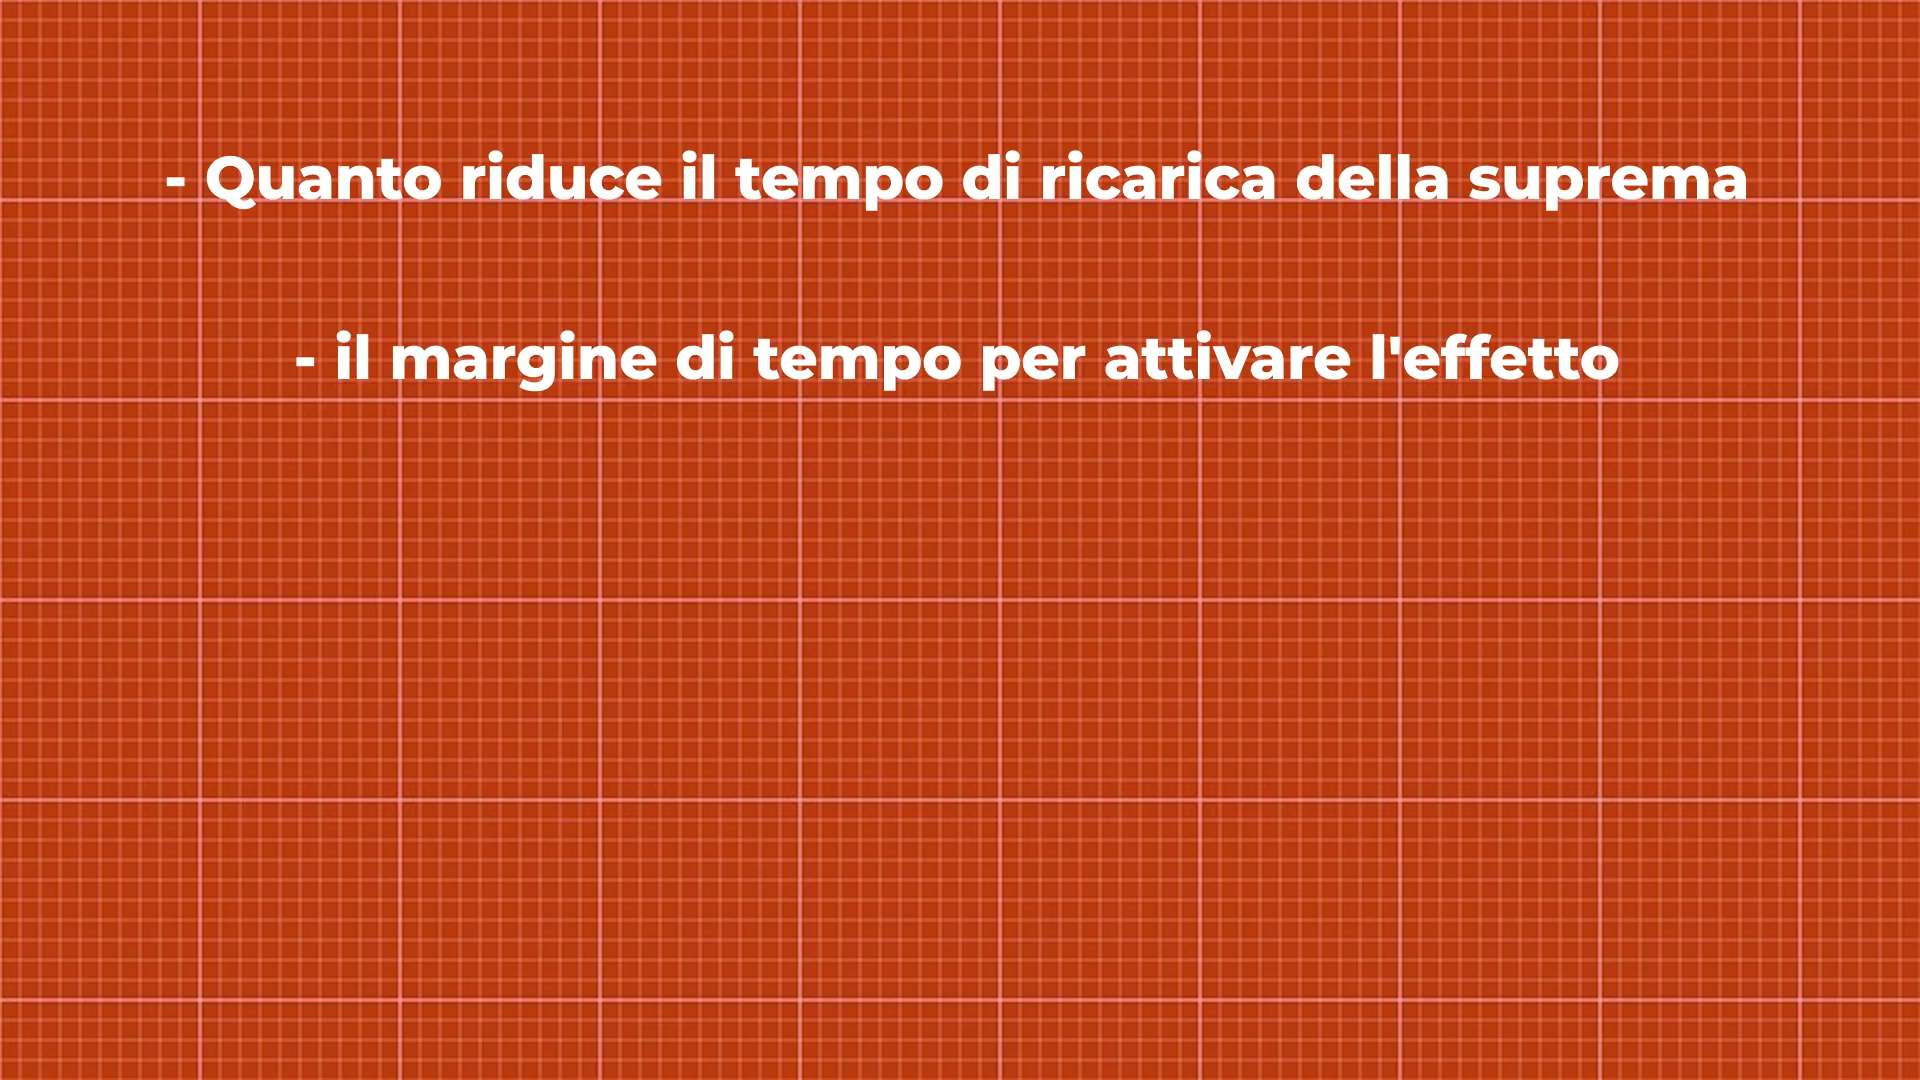 - Quanto riduce il tempo di ricarica della suprema
- il margine di tempo per attivare l'effetto